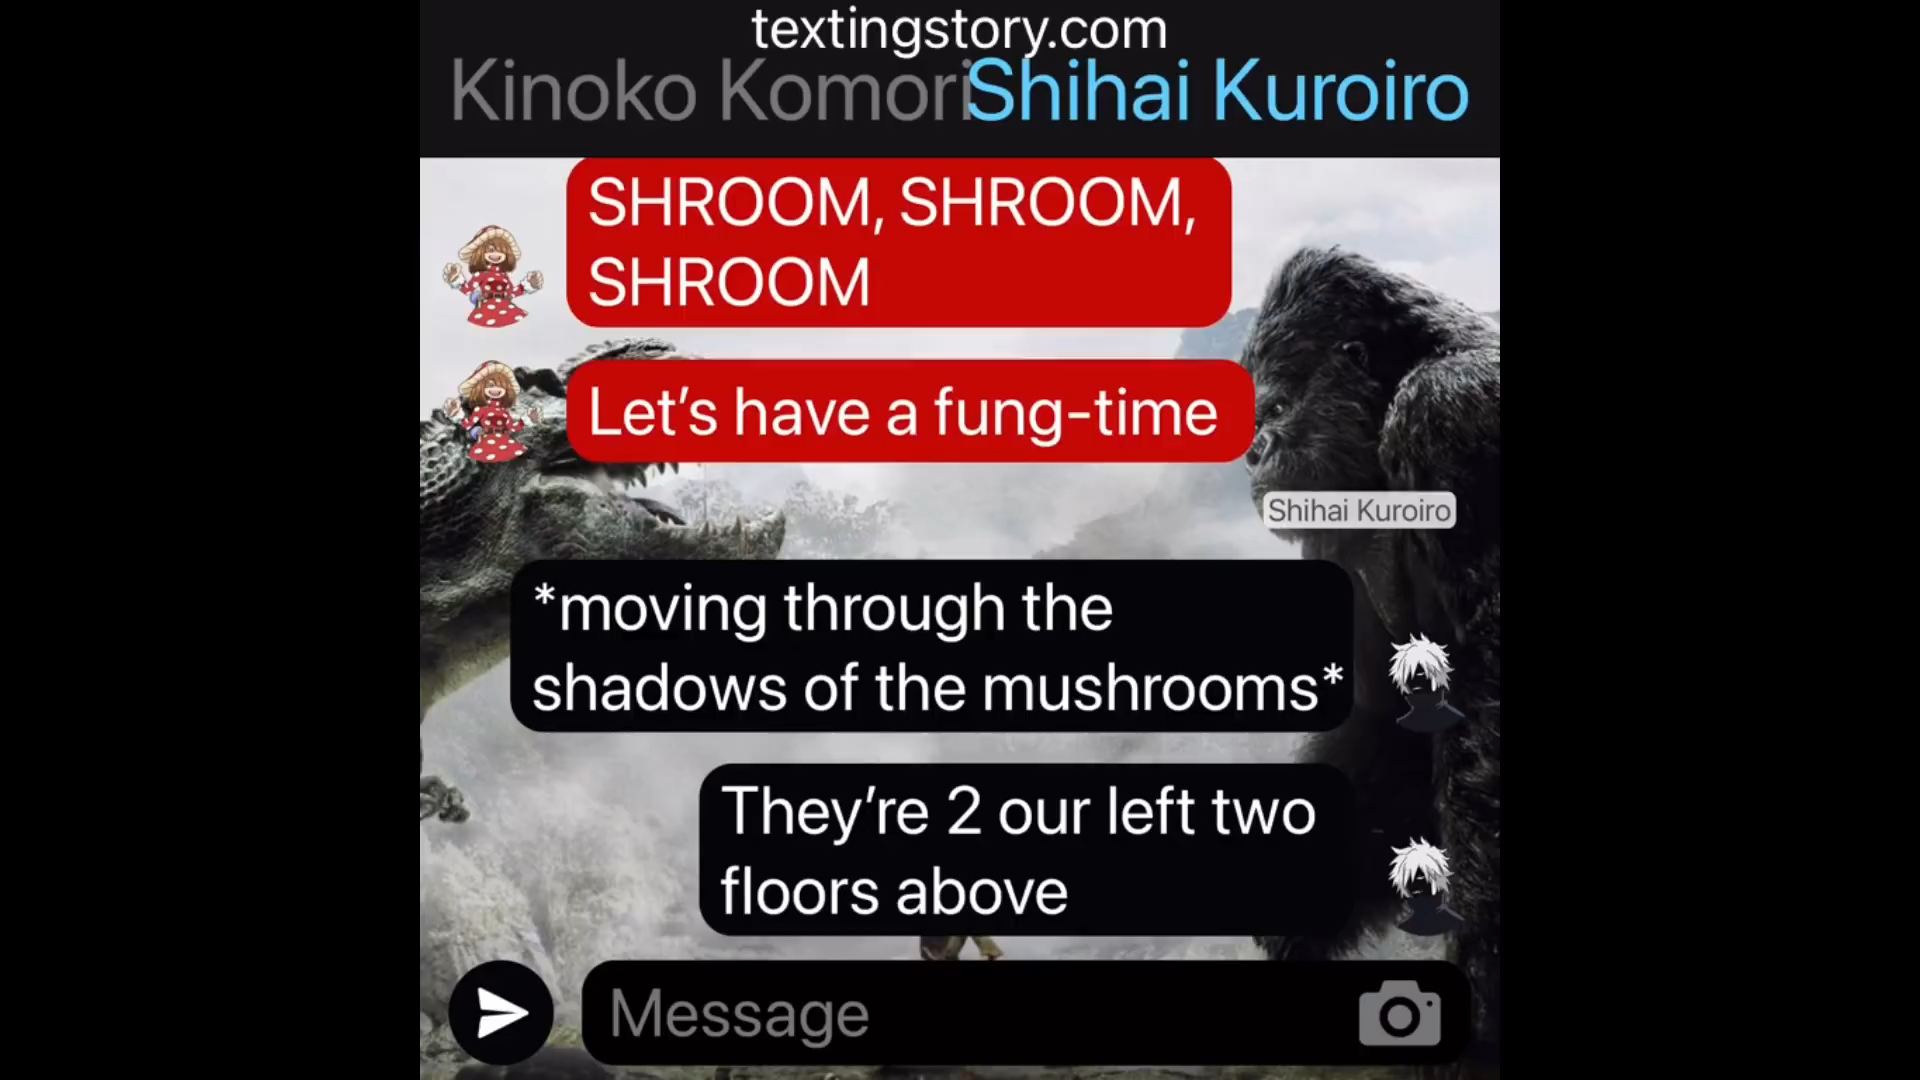 textingstory.com
Kinoko Komori Shihai Kuroiro
SHROOM, SHROOM,
SHROOM
Let’s have a fung-time
Shihai Kuroiro
*moving through the
shadows of the mushrooms*
They’re 2 our left two
floors above
Message